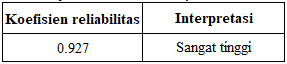 Koefisien reliabilitas Interpretasi
0.927 Sangat tinggi